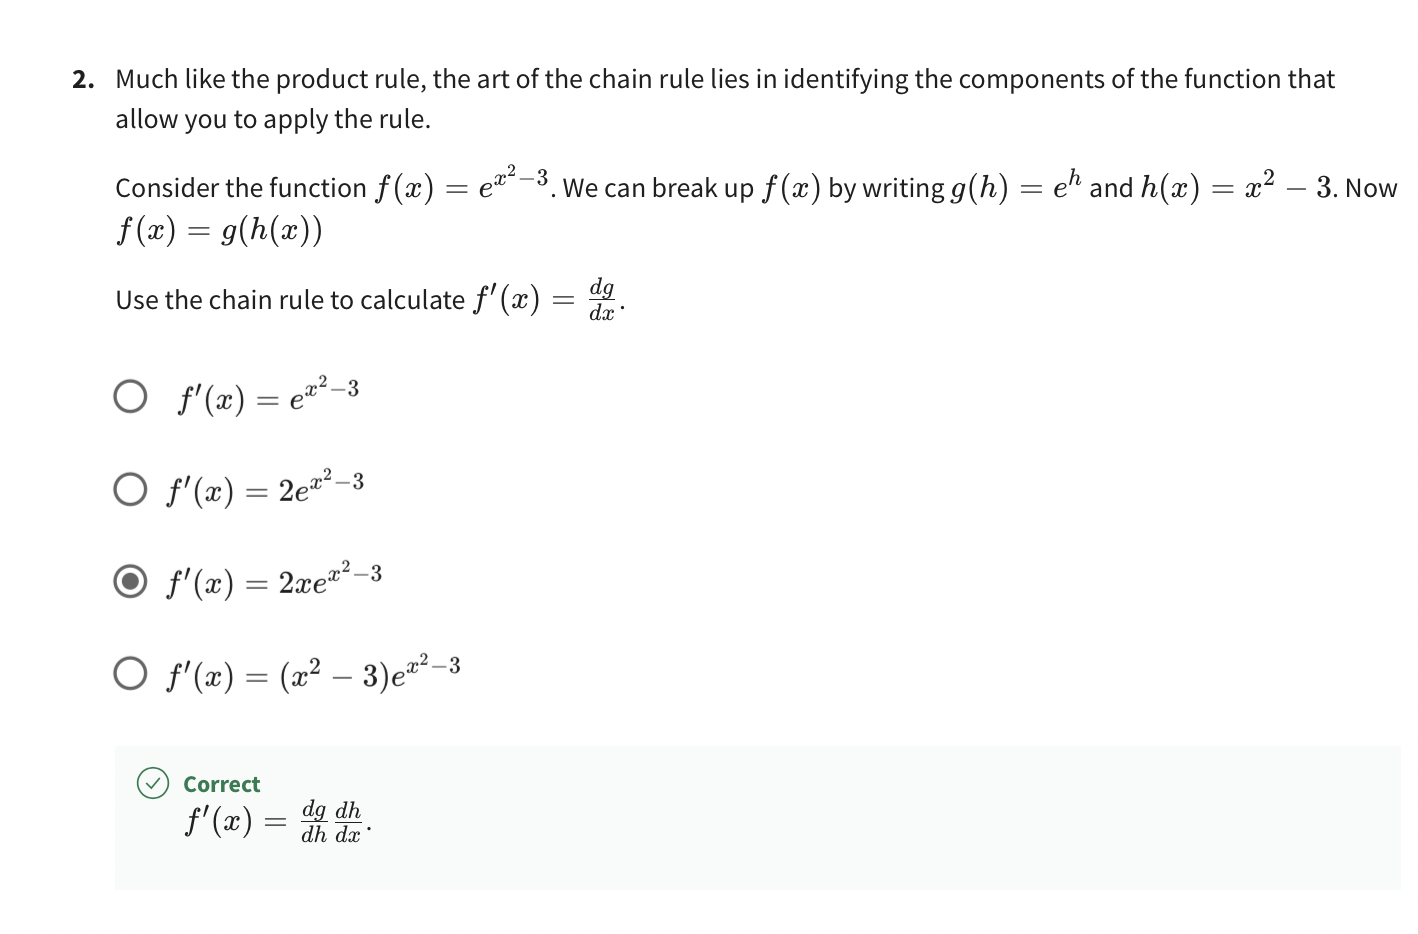 2. Much like the product rule, the art of the chain rule lies in identifying the components of the function that
allow you to apply the rule.
Consider the function f(x) = e^{x^2−3}. We can break up f(x) by writing g(h) = e^h and h(x) = x^2 − 3. Now
f(x) = g(h(x))
Use the chain rule to calculate f′(x) = \frac{dg}{dx}.
f′(x) = e^{x^2−3}
f′(x) = 2e^{x^2−3}
f′(x) = 2xe^{x^2−3}
f′(x) = (x^2 − 3)e^{x^2−3}
Correct
f′(x) = \frac{dg}{dh} \frac{dh}{dx}.